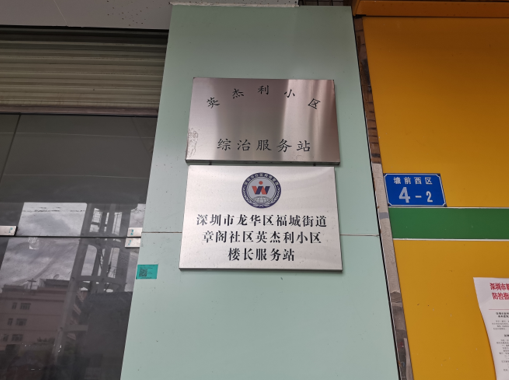 英杰利小区
综治服务站
深圳市龙华区福城街道
章阁社区英杰利小区
楼长服务站
塘前西区
4-2